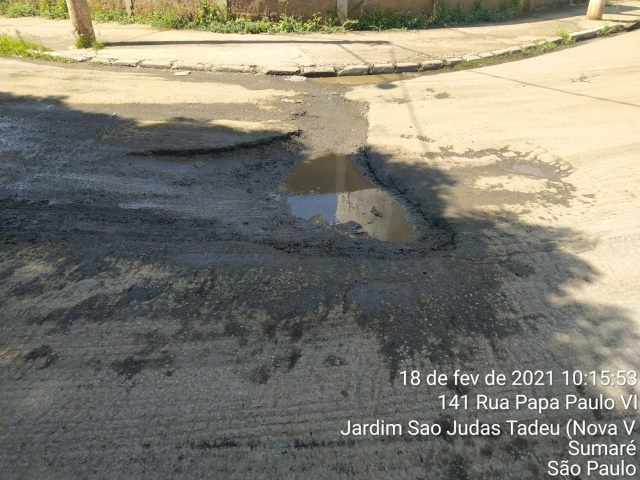 18 de fev de 2021 10:15:53
141 Rua Papa Paulo VI
Jardim Sao Judas Tadeu (Nova V
Sumaré
São Paulo